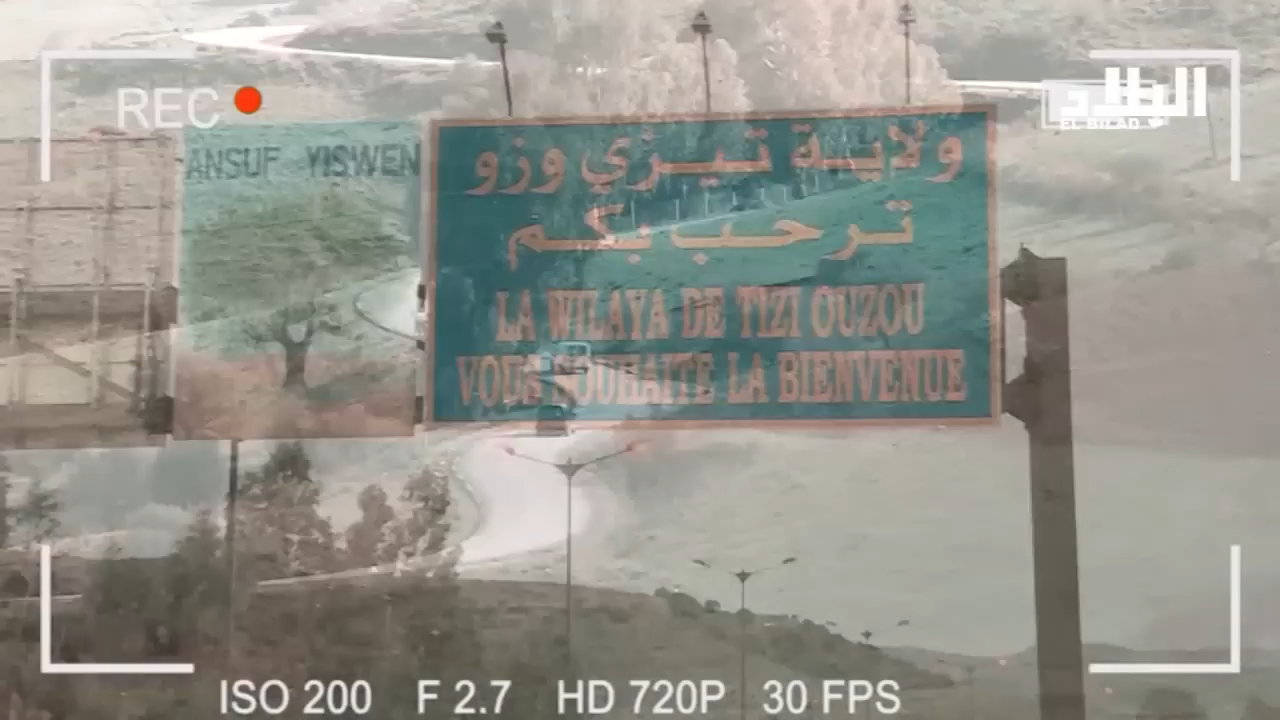 REC
البلاد
EL BILAD
ANSUF YISWEN
ولاية تيزي وزو
ترحب بكم
LA WILAYA DE TIZI OUZOU
VOUS SOUHAITE LA BIENVENUE
ISO 200 F 2.7 HD 720P 30 FPS